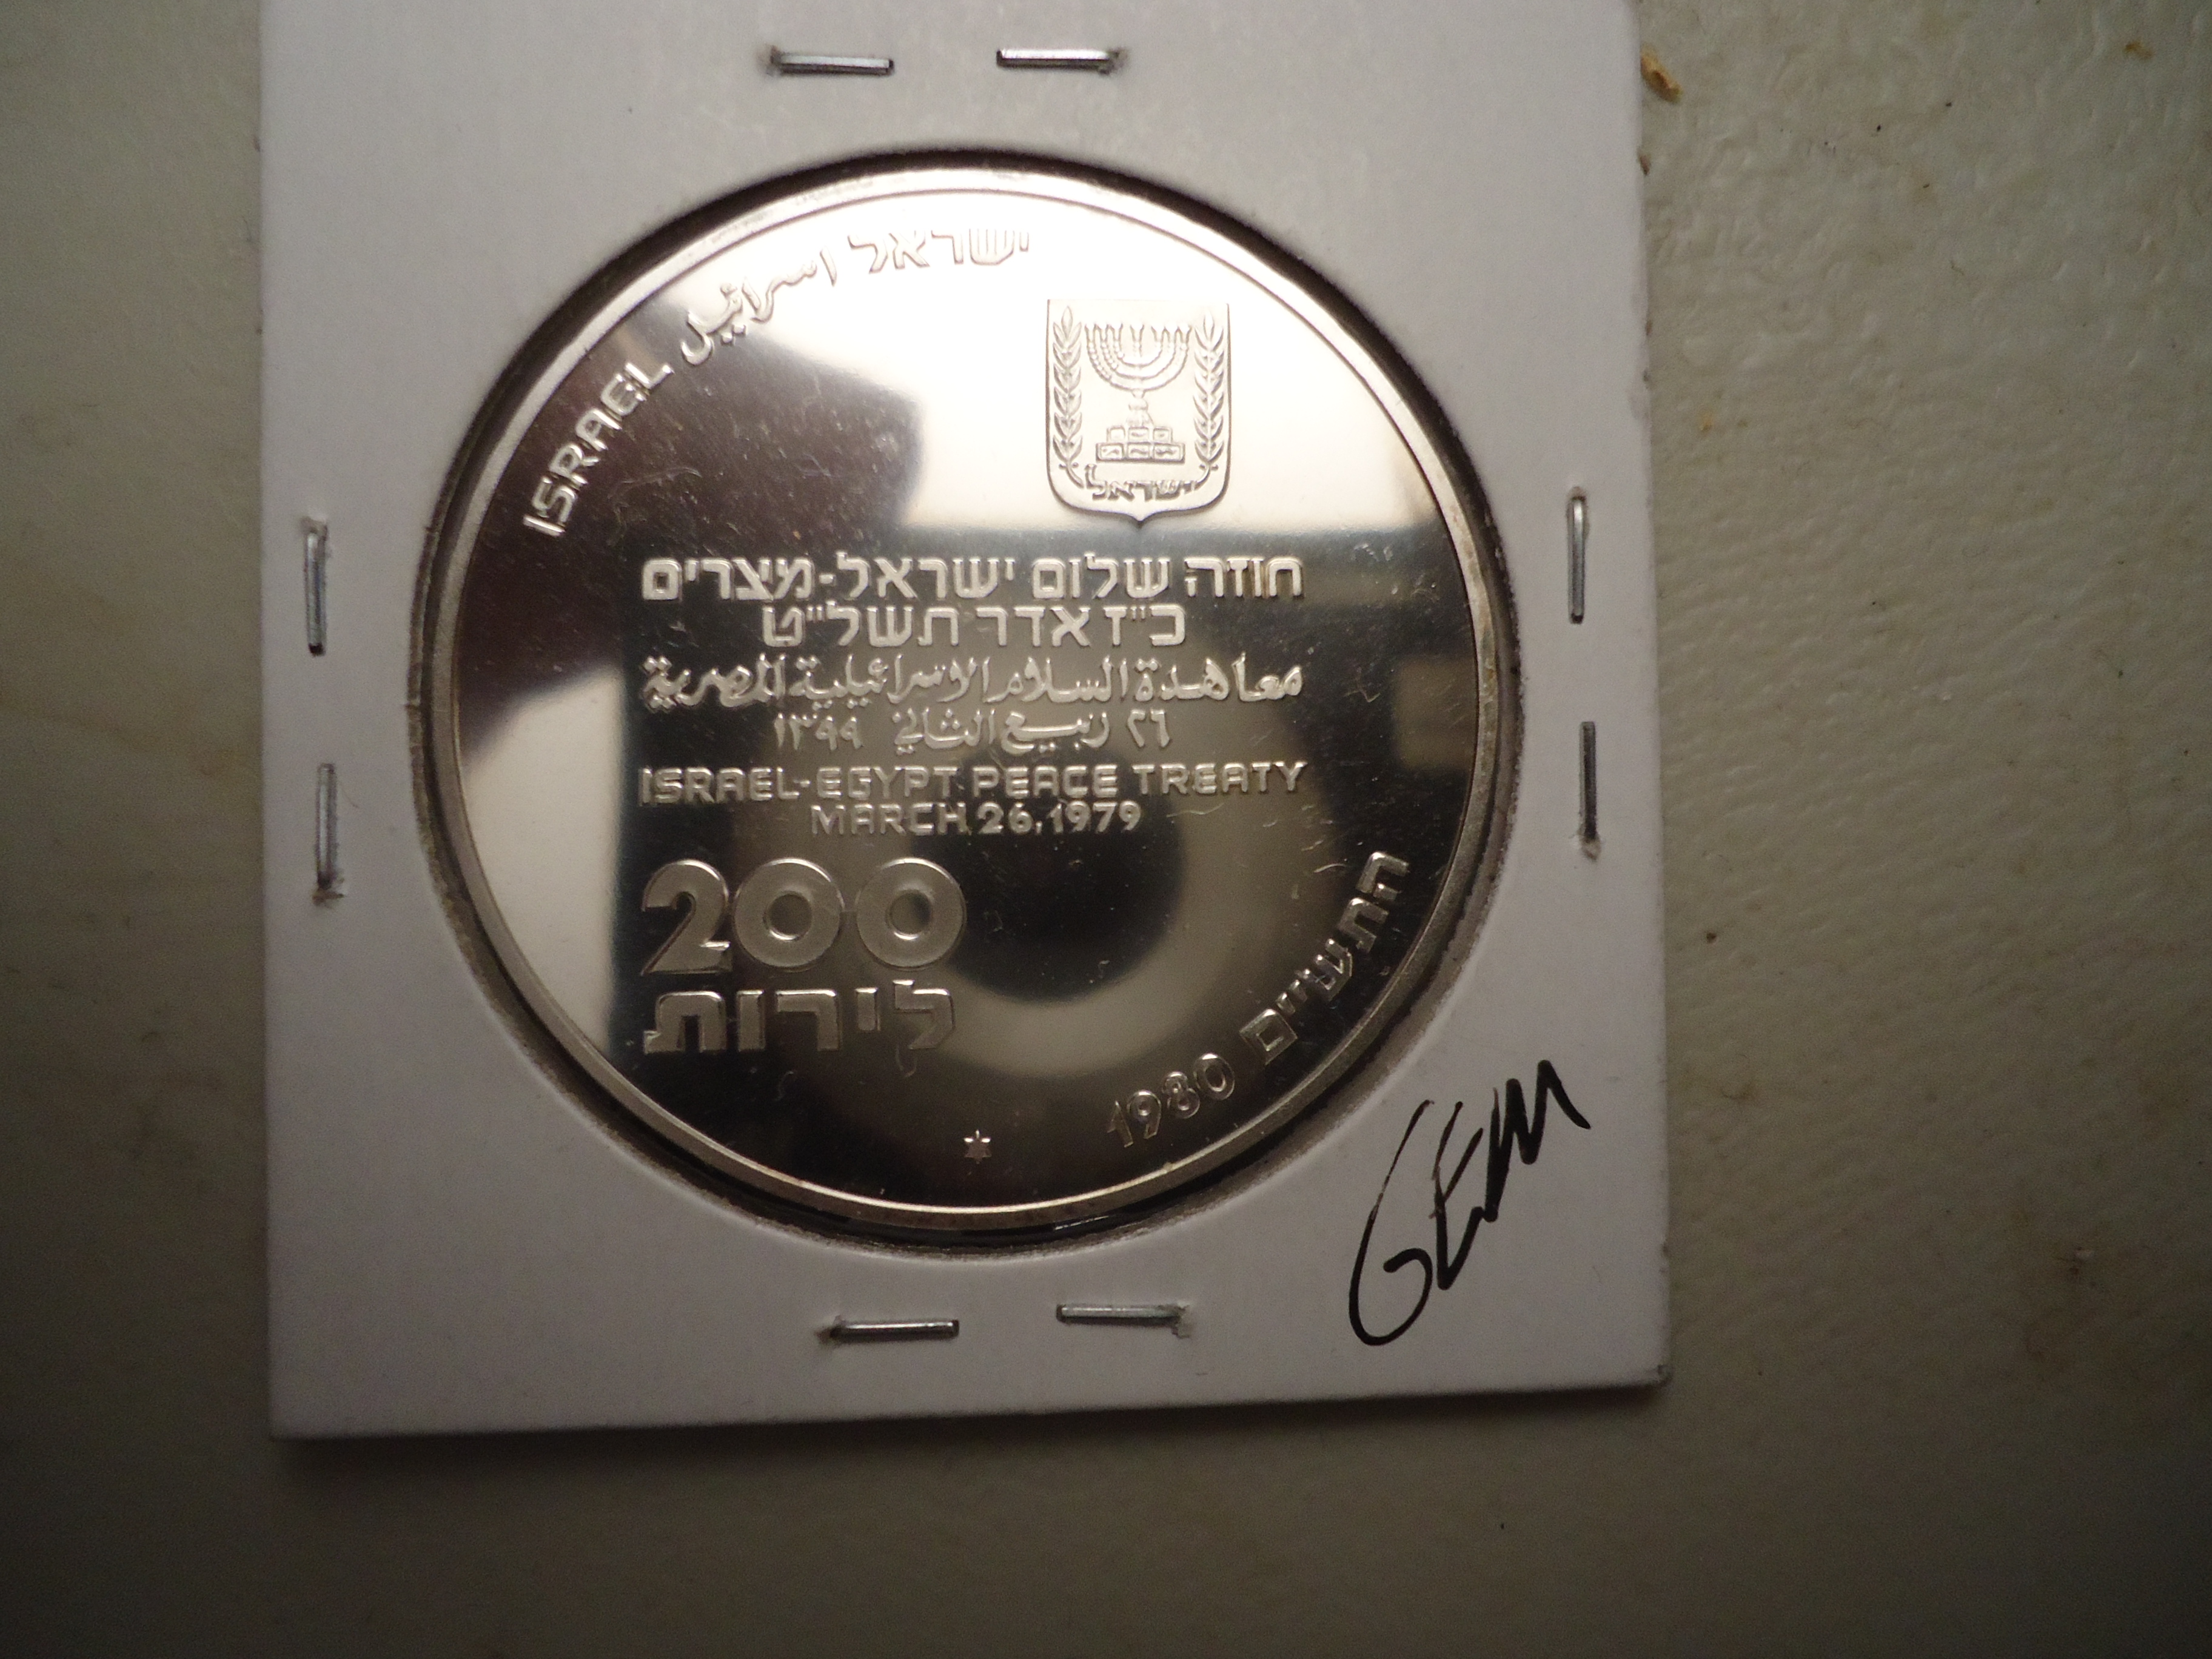 ישראל اسرائيل ISRAEL
ישראל
חוזה שלום ישראל-מצרים
כ"ז אדר תשל"ט
معاهدة السلام الاسرائيلية المصرية
٢٦ ربيع الثاني ١٣٩٩
ISRAEL-EGYPT PEACE TREATY
MARCH 26, 1979
200
לירות
1980 התש"ם
GEM